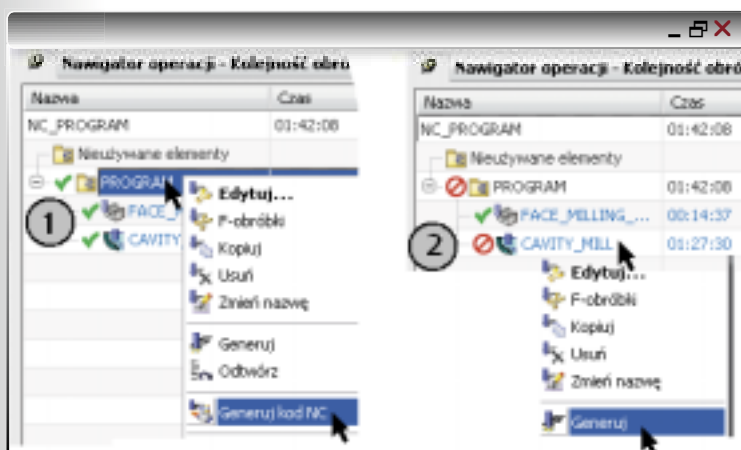 Nawigator operacji - Kolejność obró
Nazwa Czas
NC_PROGRAM 01:42:08
Nieużywane elementy
PROGRAM
FACE_
CAVITY
1
Edytuj...
F-obróbki
Kopiuj
Usuń
Zmień nazwę
Generuj
Odtwórz
Generuj kod NC
Nawigator operacji - Kolejność obró
Nazwa Czas
NC_PROGRAM 01:42:08
Nieużywane elementy
PROGRAM 01:42:08
FACE_MILLING_... 00:14:37
CAVITY_MILL 01:27:30
2
Edytuj...
F-obróbki
Kopiuj
Usuń
Zmień nazwę
Generuj